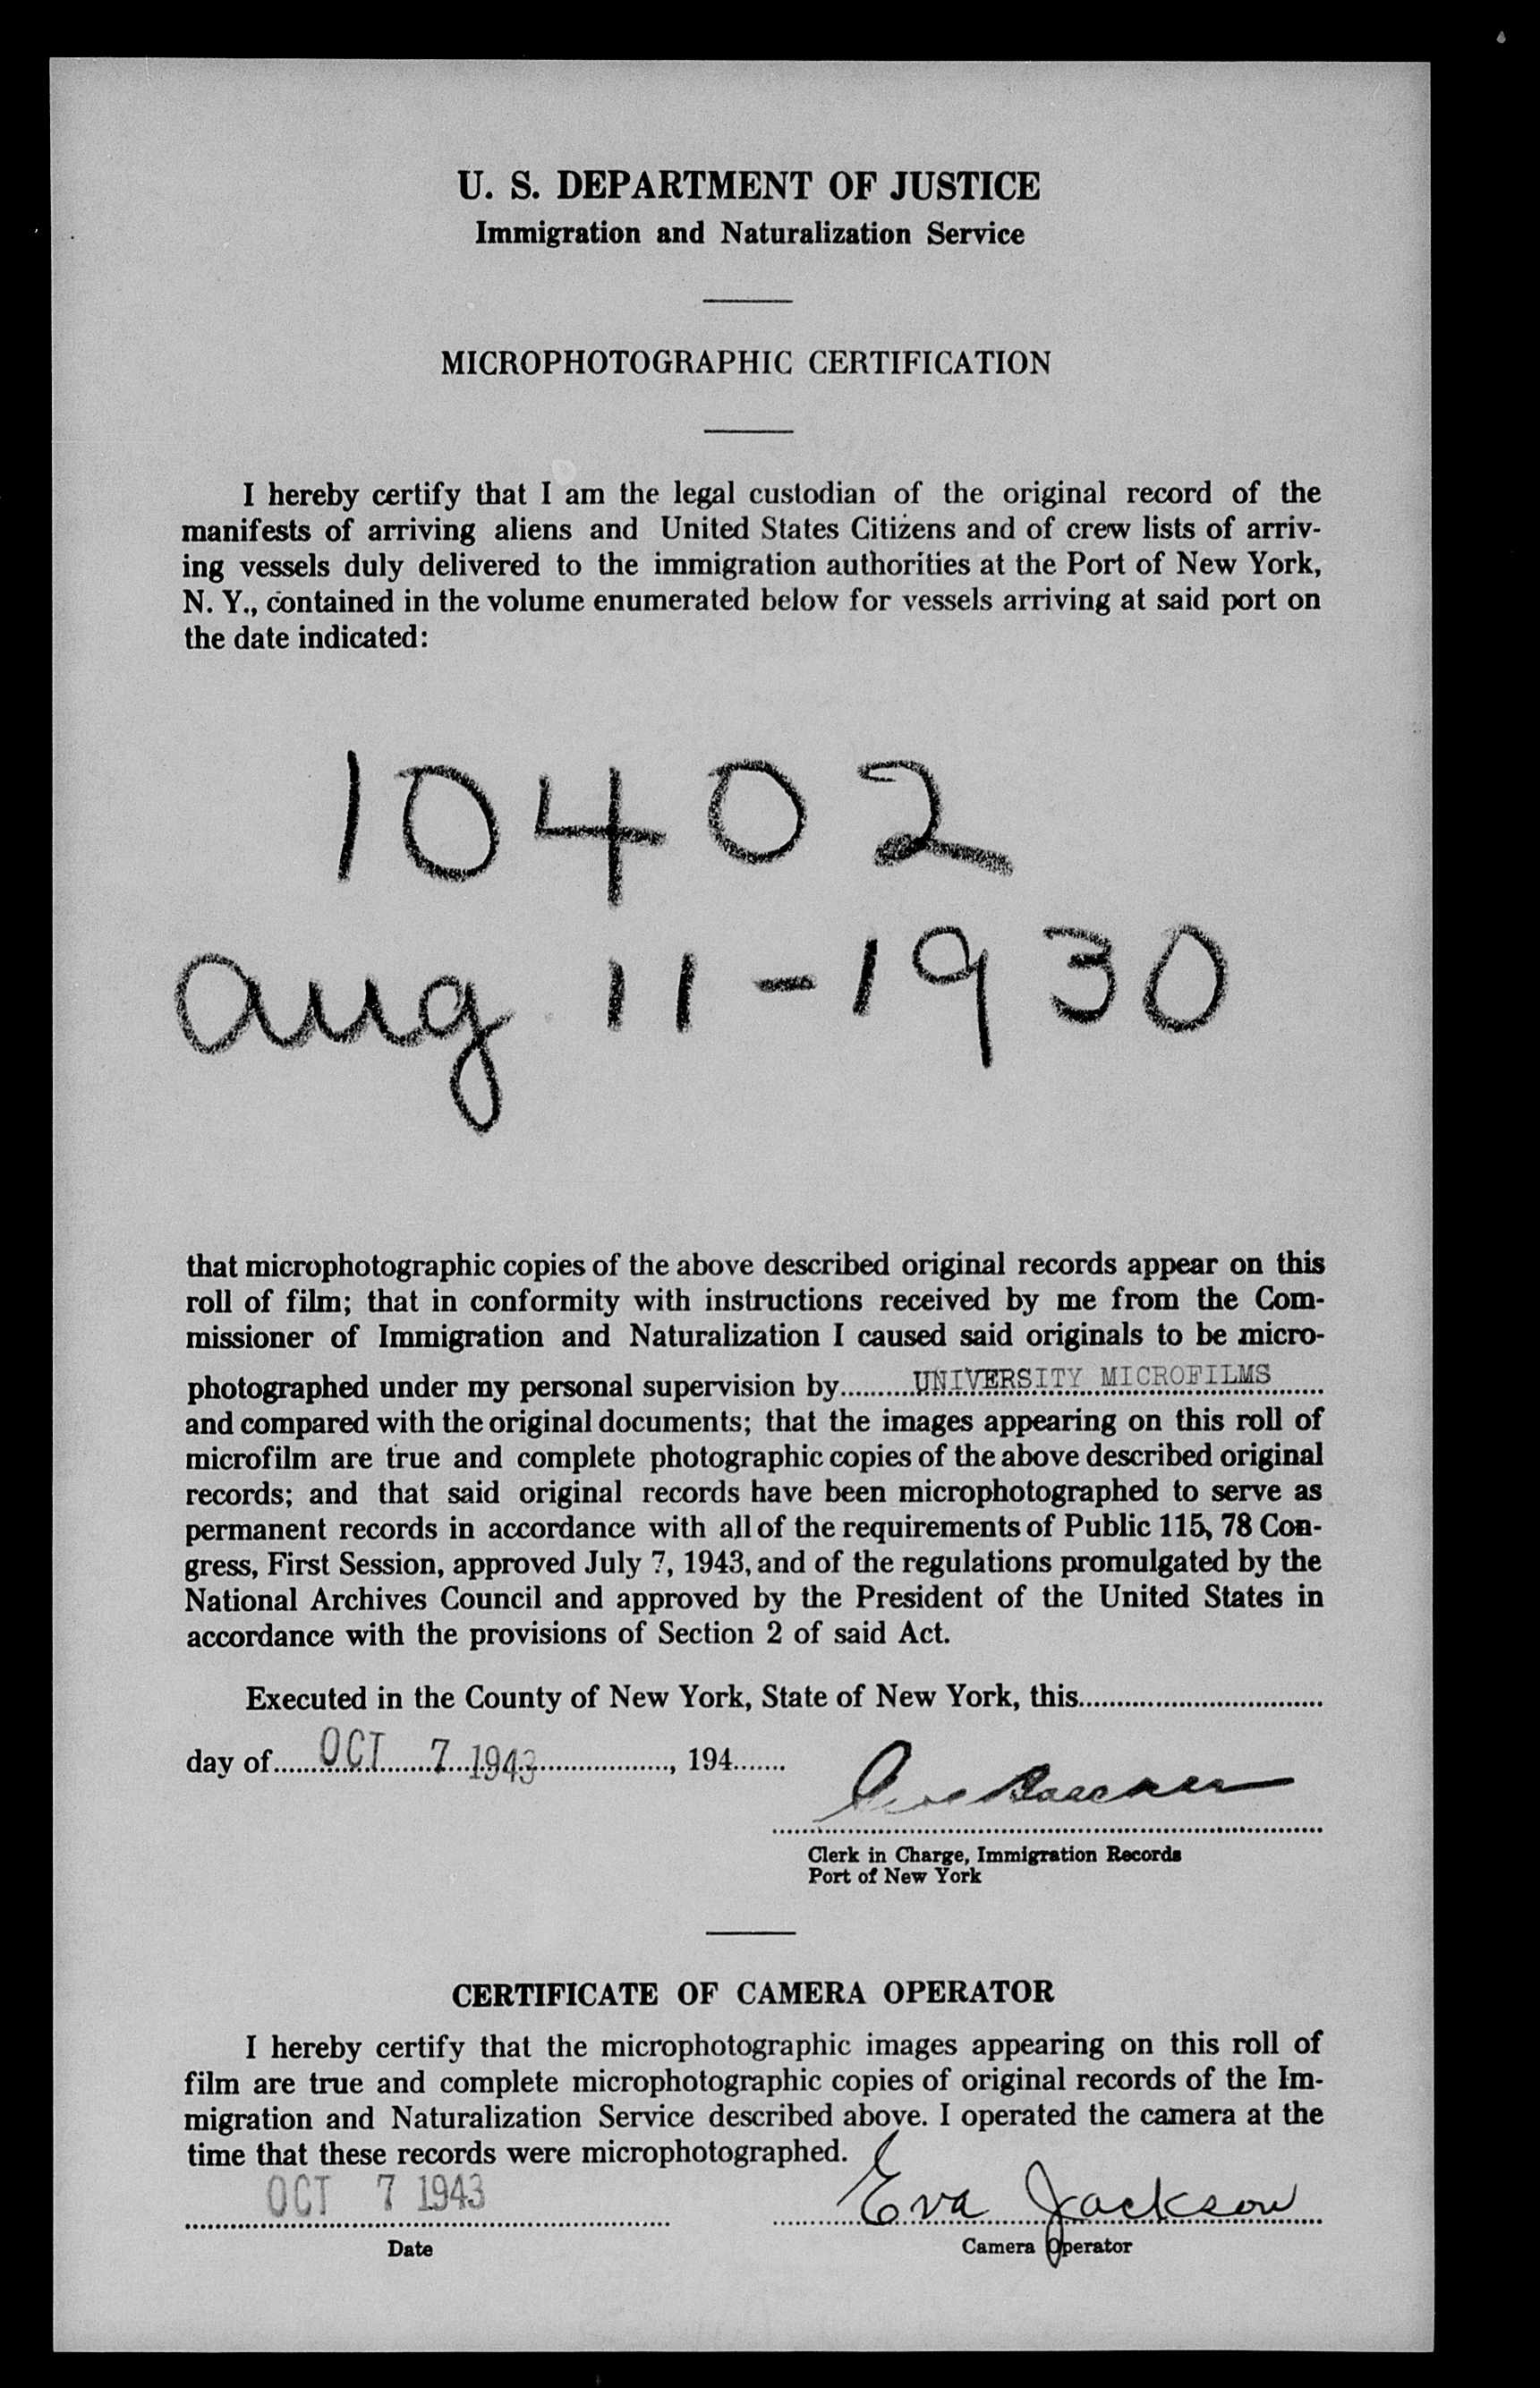 U. S. DEPARTMENT OF JUSTICE
Immigration and Naturalization Service
MICROPHOTOGRAPHIC CERTIFICATION
I hereby certify that I am the legal custodian of the original record of the
manifests of arriving aliens and United States Citizens and of crew lists of arriv-
ing vessels duly delivered to the immigration authorities at the Port of New York,
N. Y., contained in the volume enumerated below for vessels arriving at said port on
the date indicated:
10402
Aug 11-1930
that microphotographic copies of the above described original records appear on this
roll of film; that in conformity with instructions received by me from the Com-
missioner of Immigration and Naturalization I caused said originals to be micro-
photographed under my personal supervision by..........UNIVERSITY MICROFILMS......
and compared with the original documents; that the images appearing on this roll of
microfilm are true and complete photographic copies of the above described original
records; and that said original records have been microphotographed to serve as
permanent records in accordance with all of the requirements of Public 115, 78 Con-
gress, First Session, approved July 7, 1943, and of the regulations promulgated by the
National Archives Council and approved by the President of the United States in
accordance with the provisions of Section 2 of said Act.
Executed in the County of New York, State of New York, this................................
day of......OCT 7 1943.................., 194.......
Clerk in Charge, Immigration Records
Port of New York
CERTIFICATE OF CAMERA OPERATOR
I hereby certify that the microphotographic images appearing on this roll of
film are true and complete microphotographic copies of original records of the Im-
migration and Naturalization Service described above. I operated the camera at the
time that these records were microphotographed.
OCT 7 1943 Eva Jackson
Date Camera Operator